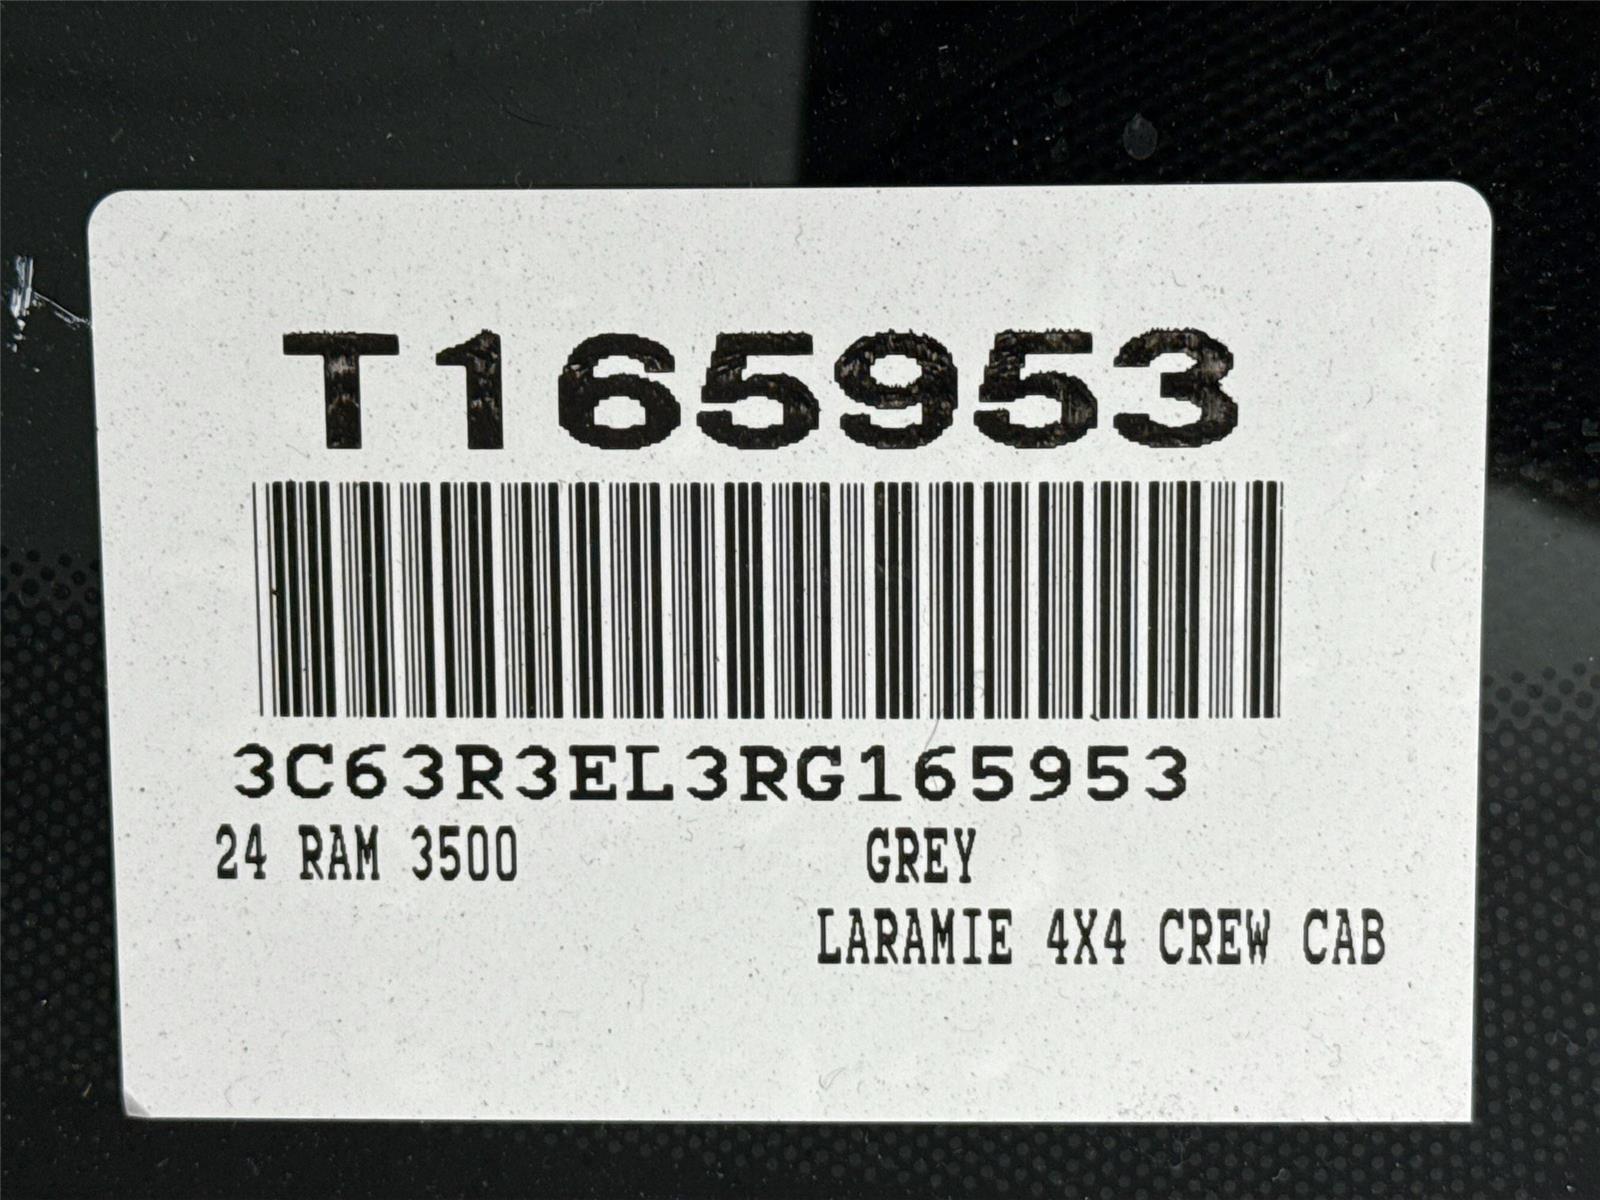 T165953
3C63R3EL3RG165953
24 RAM 3500 GREY
LARAMIE 4X4 CREW CAB